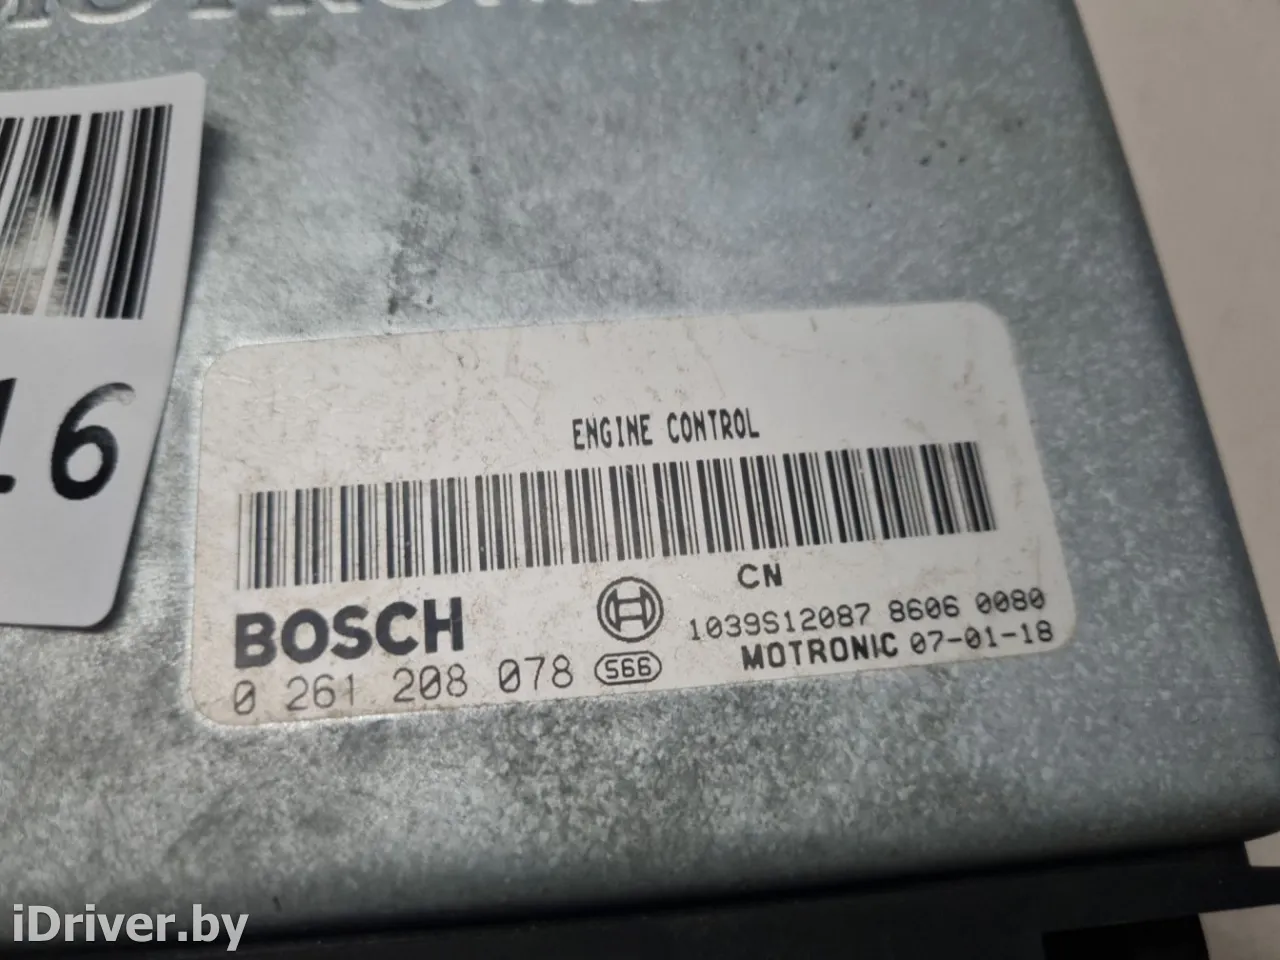 MOTRONIC
16
ENGINE CONTROL
CN
BOSCH
1039S12087 8606 0080
0 261 208 078 S66
MOTRONIC 07-01-18
iDriver.by